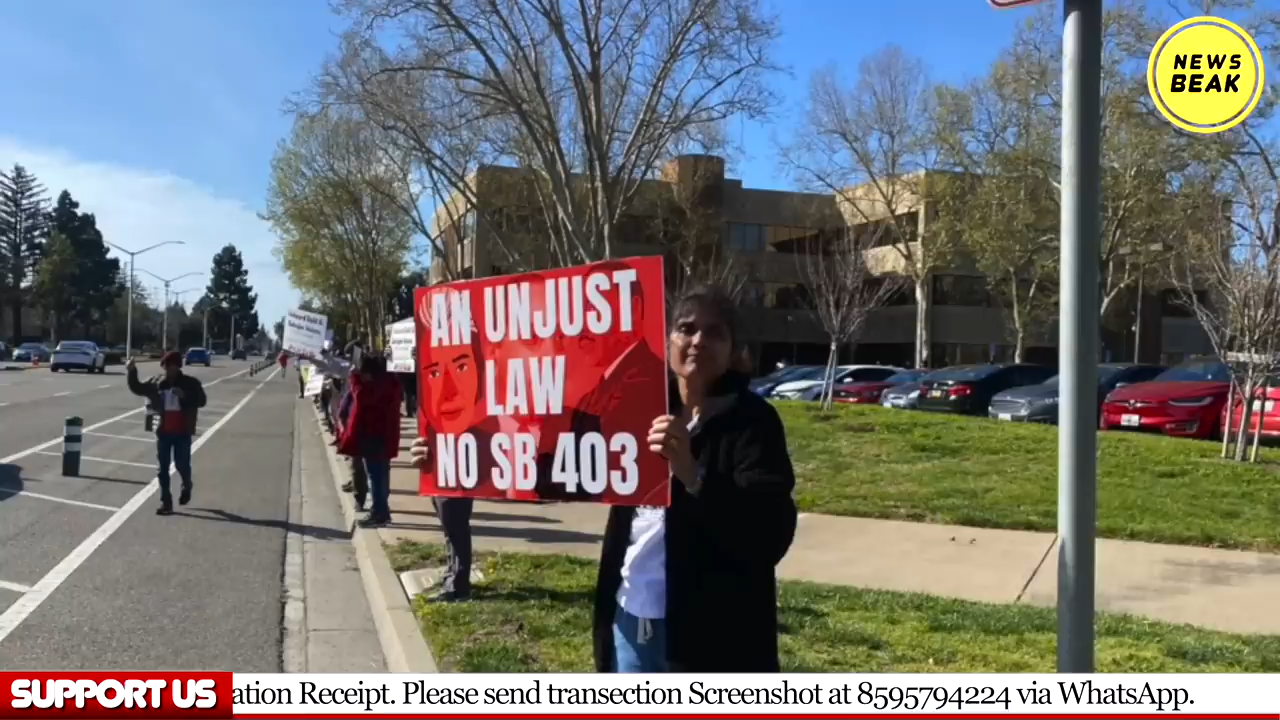 NEWS
BEAK
AN UNJUST
LAW
NO SB 403
SUPPORT US
ation Receipt. Please send transection Screenshot at 8595794224 via WhatsApp.